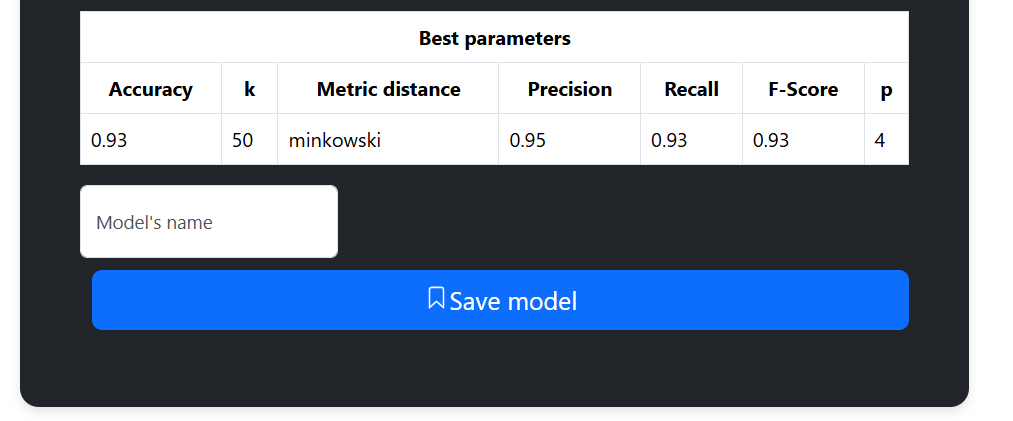 Best parameters
Accuracy k Metric distance Precision Recall F-Score p
0.93 50 minkowski 0.95 0.93 0.93 4
Model's name
Save model